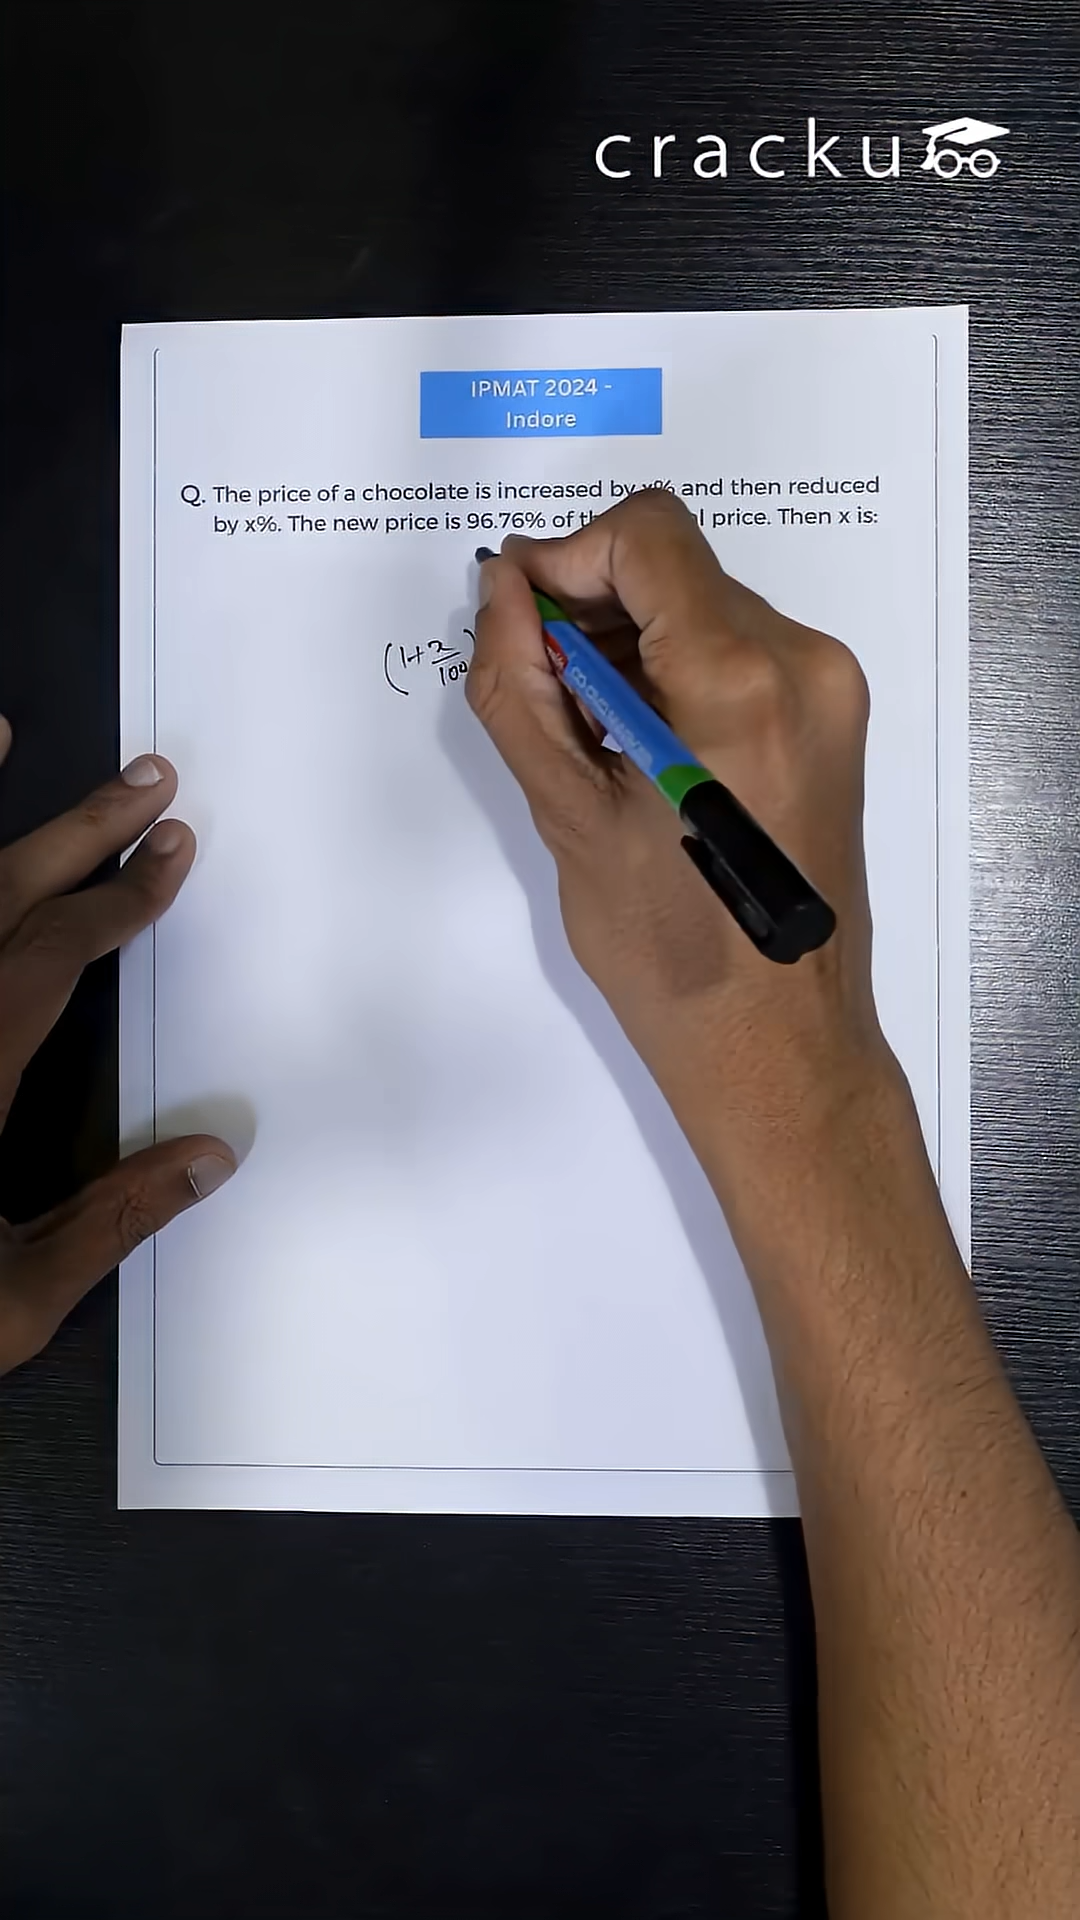 cracku
IPMAT 2024 -
Indore
Q. The price of a chocolate is increased by x% and then reduced
by x%. The new price is 96.76% of price. Then x is:
(1+x/100)